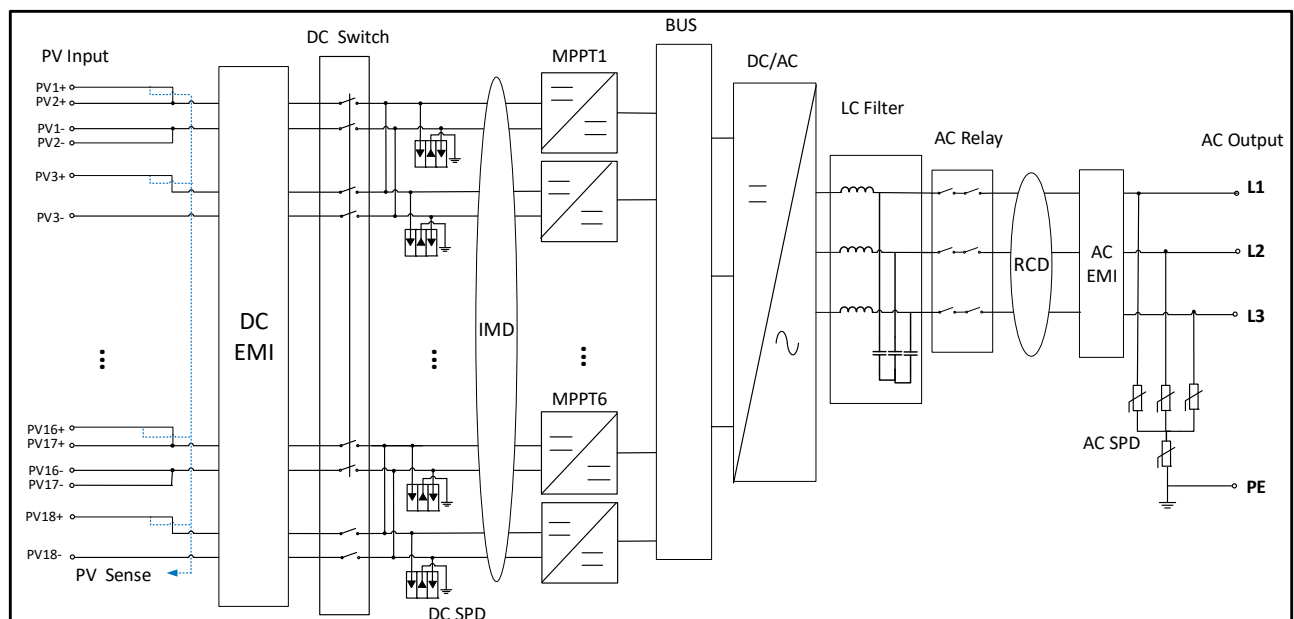 PV Input
DC Switch
BUS
MPPT1
DC/AC
LC Filter
AC Relay
AC Output
PV1+
PV2+
PV1-
PV2-
PV3+
PV3-
L1
L2
L3
DC
EMI
IMD
RCD
AC
EMI
MPPT6
PV16+
PV17+
PV16-
PV17-
PV18+
PV18-
PV Sense
DC SPD
AC SPD
PE